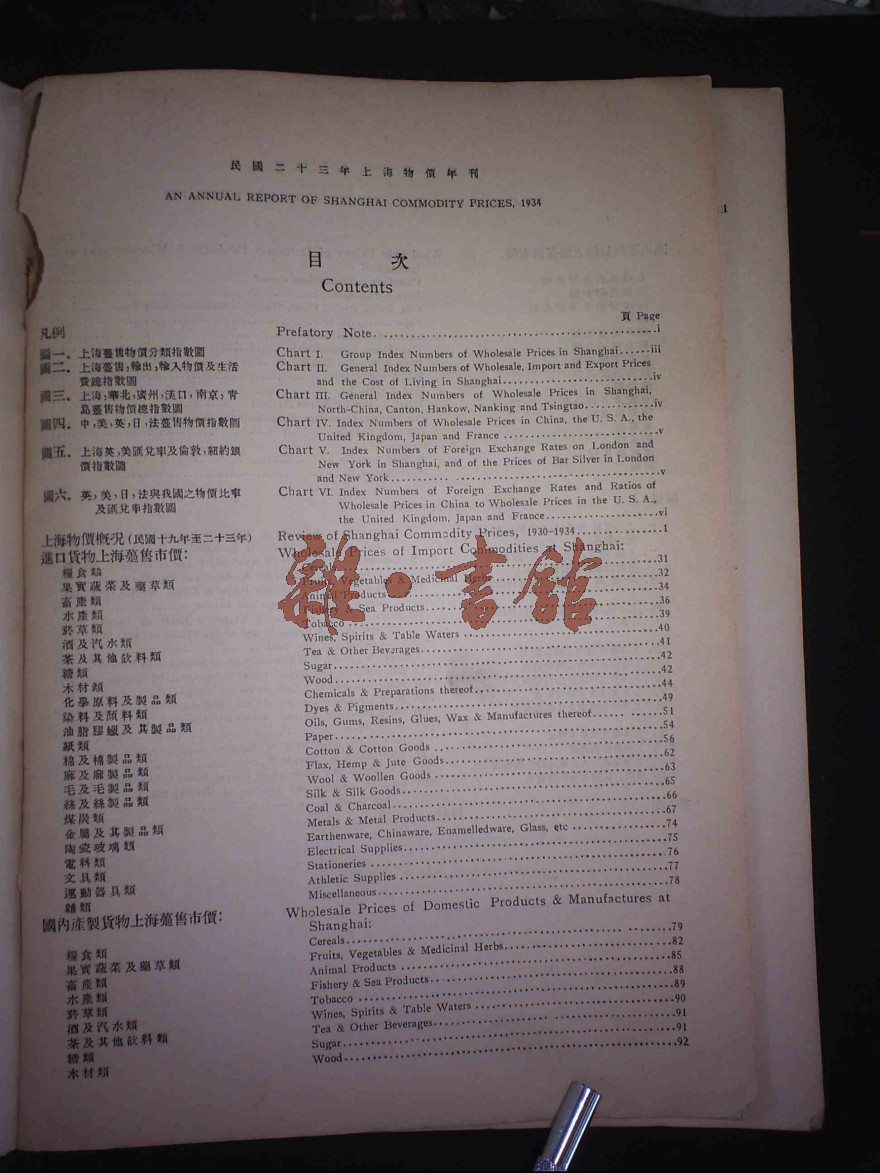 民國二十三年上海物價年刊
AN ANNUAL REPORT OF SHANGHAI COMMODITY PRICES, 1934
目 次
Contents
頁 Page
凡例 Prefatory Note.....i
圖一. 上海躉售物價分類指數圖 Chart I. Group Index Numbers of Wholesale Prices in Shanghai......iii
圖二. 上海躉售,輸出,輸入物價及生活 Chart II. General Index Numbers of Wholesale, Import and Export Prices
費總指數圖 and the Cost of Living in Shanghai.....iv
圖三. 上海,華北,廣州,漢口,南京,青 Chart III. General Index Numbers of Wholesale Prices in Shanghai,
島躉售物價總指數圖 North-China, Canton, Hankow, Nanking and Tsingtao.....iv
圖四. 中,美,英,日,法躉售物價指數圖 Chart IV. Index Numbers of Wholesale Prices in China, the U. S. A., the
United Kingdom, Japan and France.....v
圖五. 上海英,美匯兌率及倫敦,紐約銀 Chart V. Index Numbers of Foreign Exchange Rates on London and
價指數圖 New York in Shanghai, and of the Prices of Bar Silver in London
and New York.....v
圖六. 英,美,日,法與我國之物價比率 Chart VI. Index Numbers of Foreign Exchange Rates and Ratios of
及匯兌率指數圖 Wholesale Prices in China to Wholesale Prices in the U. S. A.,
the United Kingdom, Japan and France.....vi
上海物價概況(民國十九年至二十三年) Review of Shanghai Commodity Prices, 1930-1934.....1
進口貨物上海躉售市價: Wholesale Prices of Import Commodities at Shanghai:
糧食類 Cereals.....31
果實蔬菜及藥草類 Fruits, Vegetables & Medicinal Herbs.....32
畜產類 Animal Products.....34
水產類 Fishery & Sea Products.....36
菸草類 Tobacco.....39
酒及汽水類 Wines, Spirits & Table Waters.....40
茶及其他飲料類 Tea & Other Beverages.....41
糖類 Sugar.....42
木材類 Wood.....42
化學原料及製品類 Chemicals & Preparations thereof.....44
染料及顏料類 Dyes & Pigments.....49
油脂膠蠟及其製品類 Oils, Gums, Resins, Glues, Wax & Manufactures thereof.....51
紙類 Paper.....54
棉及棉製品類 Cotton & Cotton Goods.....56
麻及麻製品類 Flax, Hemp & Jute Goods.....62
毛及毛製品類 Wool & Woollen Goods.....63
絲及絲製品類 Silk & Silk Goods.....65
煤炭類 Coal & Charcoal.....66
金屬及其製品類 Metals & Metal Products.....67
陶瓷玻璃類 Earthenware, Chinaware, Enamelledware, Glass, etc.....74
電料類 Electrical Supplies.....75
文具類 Stationeries.....76
運動器具類 Athletic Supplies.....77
雜類 Miscellaneous.....78
國內產製貨物上海躉售市價: Wholesale Prices of Domestic Products & Manufactures at
Shanghai:
糧食類 Cereals.....79
果實蔬菜及藥草類 Fruits, Vegetables & Medicinal Herbs.....82
畜產類 Animal Products.....85
水產類 Fishery & Sea Products.....88
菸草類 Tobacco.....89
酒及汽水類 Wines, Spirits & Table Waters.....90
茶及其他飲料類 Tea & Other Beverages.....91
糖類 Sugar.....91
木材類 Wood.....92
雜·書館